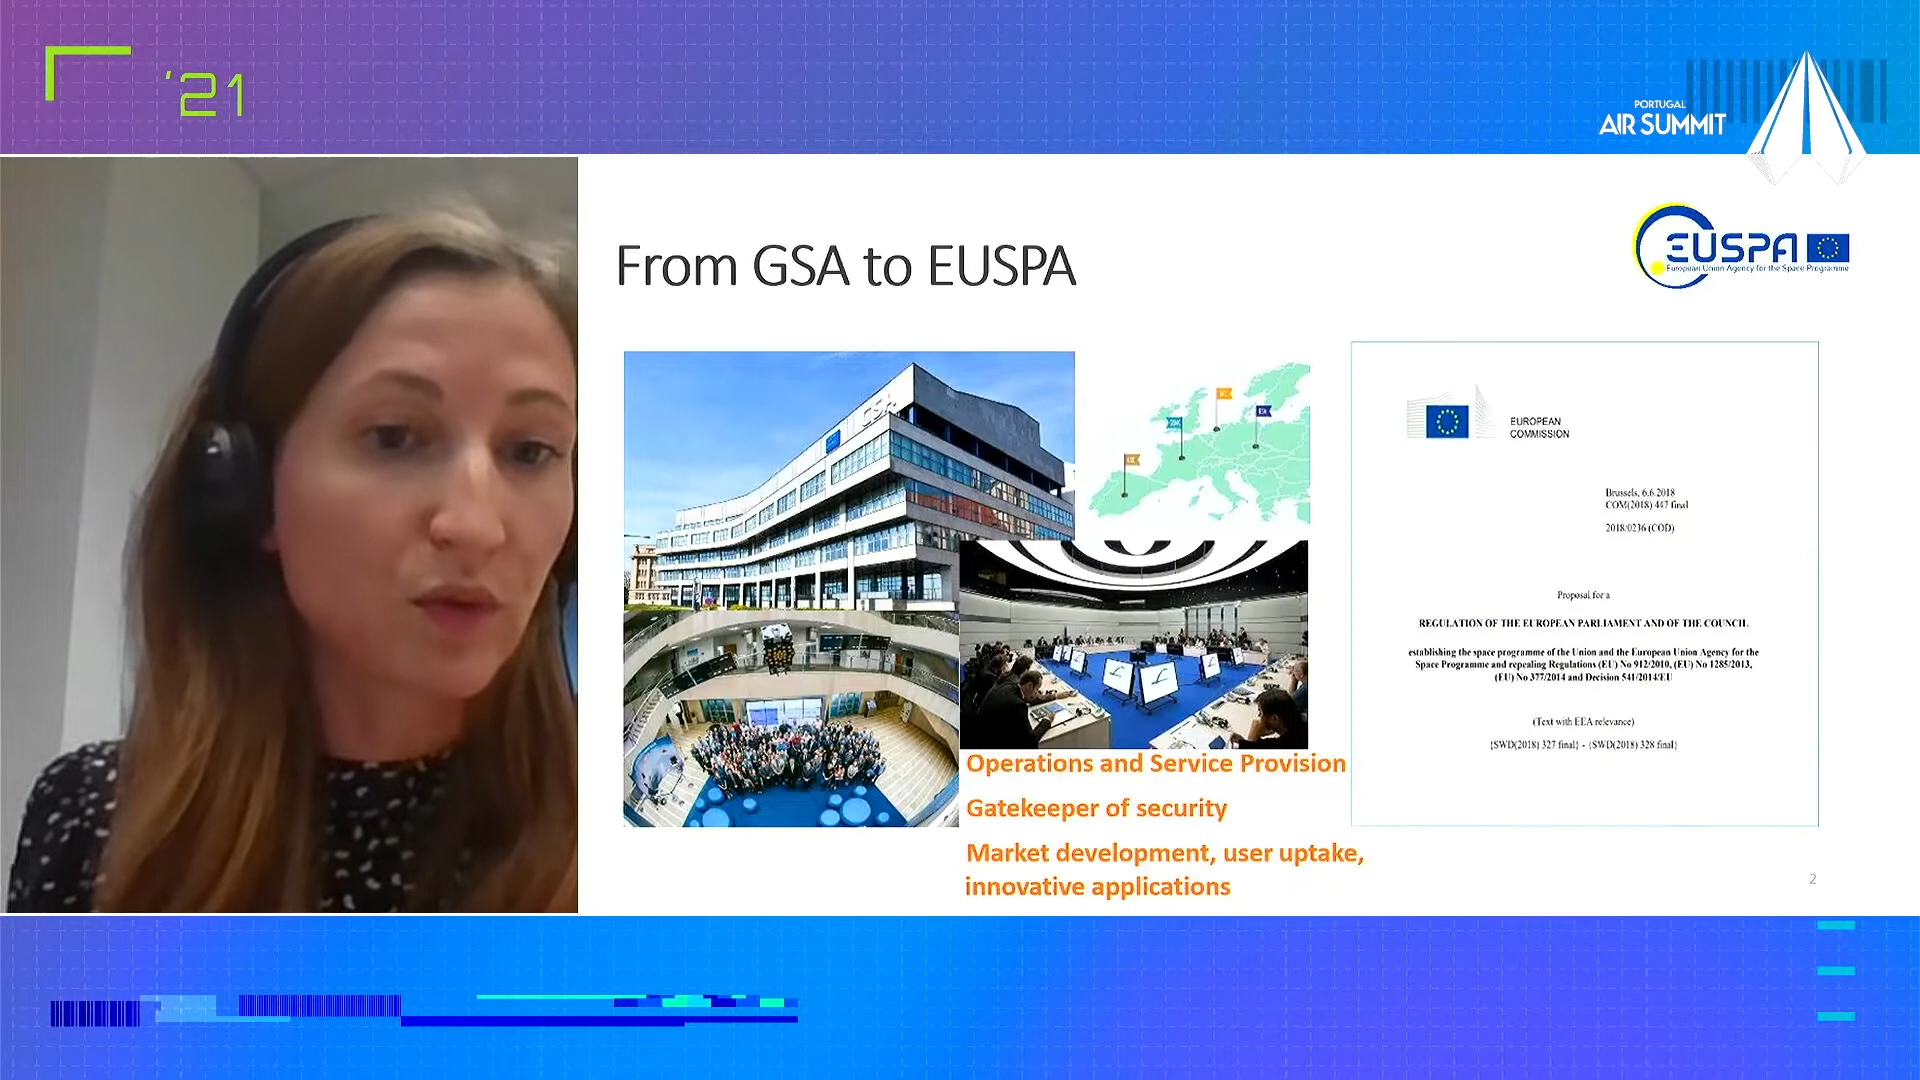 '21
PORTUGAL
AIR SUMMIT
EUSPA
European Union Agency for the Space Programme
From GSA to EUSPA
GSA
EUROPEAN
COMMISSION
Brussels, 6.6.2018
COM(2018) 447 final
2018/0236 (COD)
Proposal for a
REGULATION OF THE EUROPEAN PARLIAMENT AND OF THE COUNCIL
establishing the space programme of the Union and the European Union Agency for the
Space Programme and repealing Regulations (EU) No 912/2010, (EU) No 1285/2013,
(EU) No 377/2014 and Decision 541/2014/EU
(Text with EEA relevance)
{SWD(2018) 327 final} - {SWD(2018) 328 final}
Operations and Service Provision
Gatekeeper of security
Market development, user uptake,
innovative applications
2